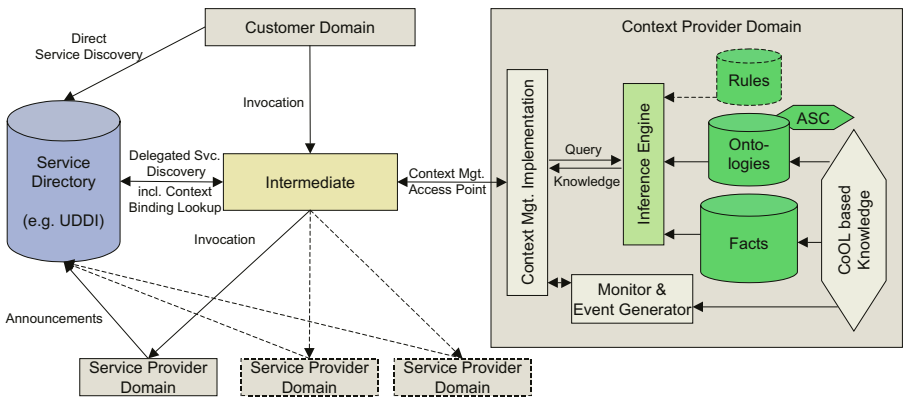 Customer Domain
Direct
Service Discovery
Invocation
Service
Directory
(e.g. UDDI)
Delegated Svc.
Discovery
incl. Context
Binding Lookup
Intermediate
Context Mgt.
Access Point
Invocation
Announcements
Service Provider
Domain
Service Provider
Domain
Service Provider
Domain
Context Provider Domain
Context Mgt. Implementation
Query
Knowledge
Inference Engine
Rules
ASC
Onto-
logies
Facts
CoOL based
Knowledge
Monitor &
Event Generator